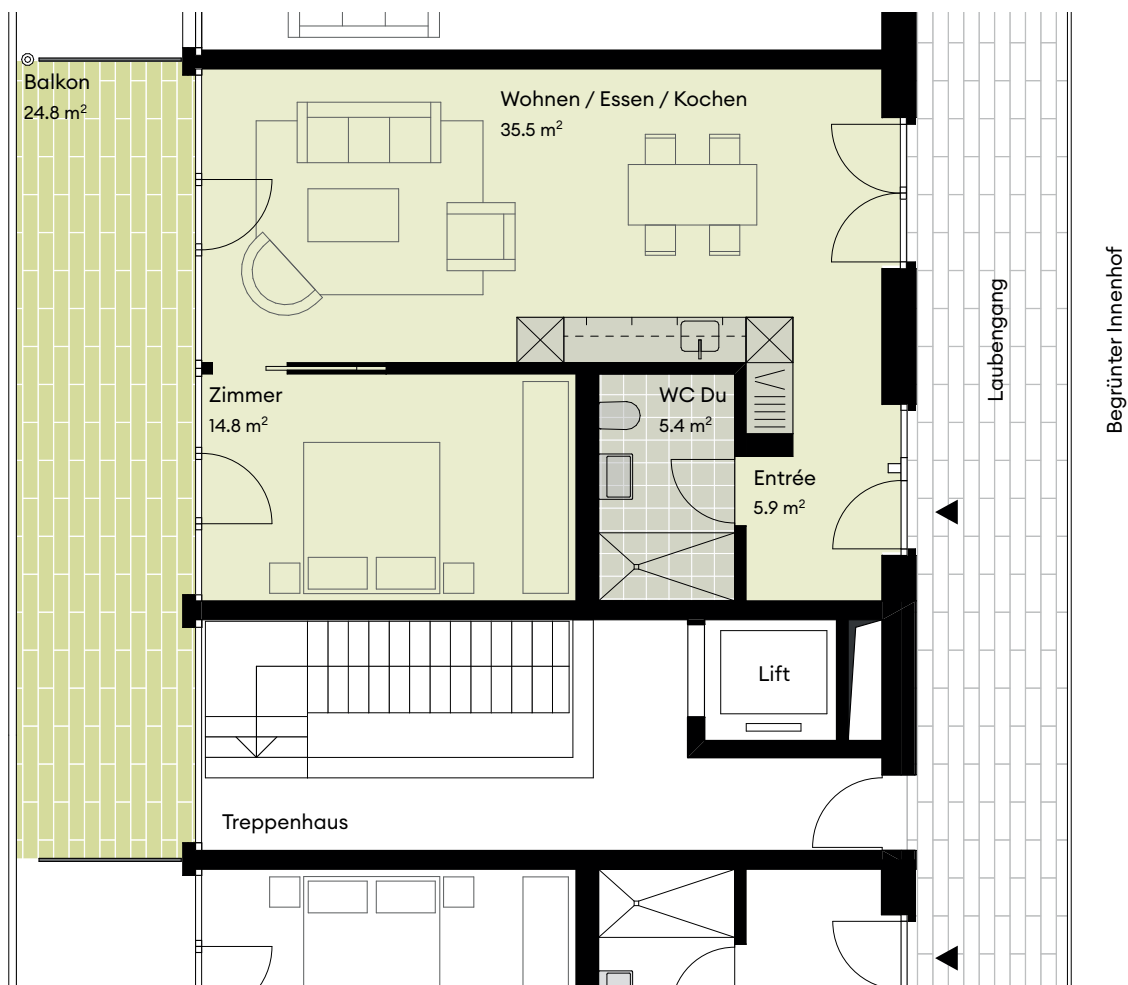 Balkon
24.8 m²
Wohnen / Essen / Kochen
35.5 m²
Zimmer
14.8 m²
WC Du
5.4 m²
Entrée
5.9 m²
Laubengang
Begrünter Innenhof
Lift
Treppenhaus